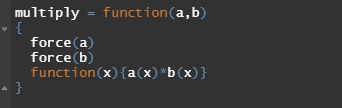 multiply = function(a,b)
{
  force(a)
  force(b)
  function(x){a(x)*b(x)}
}